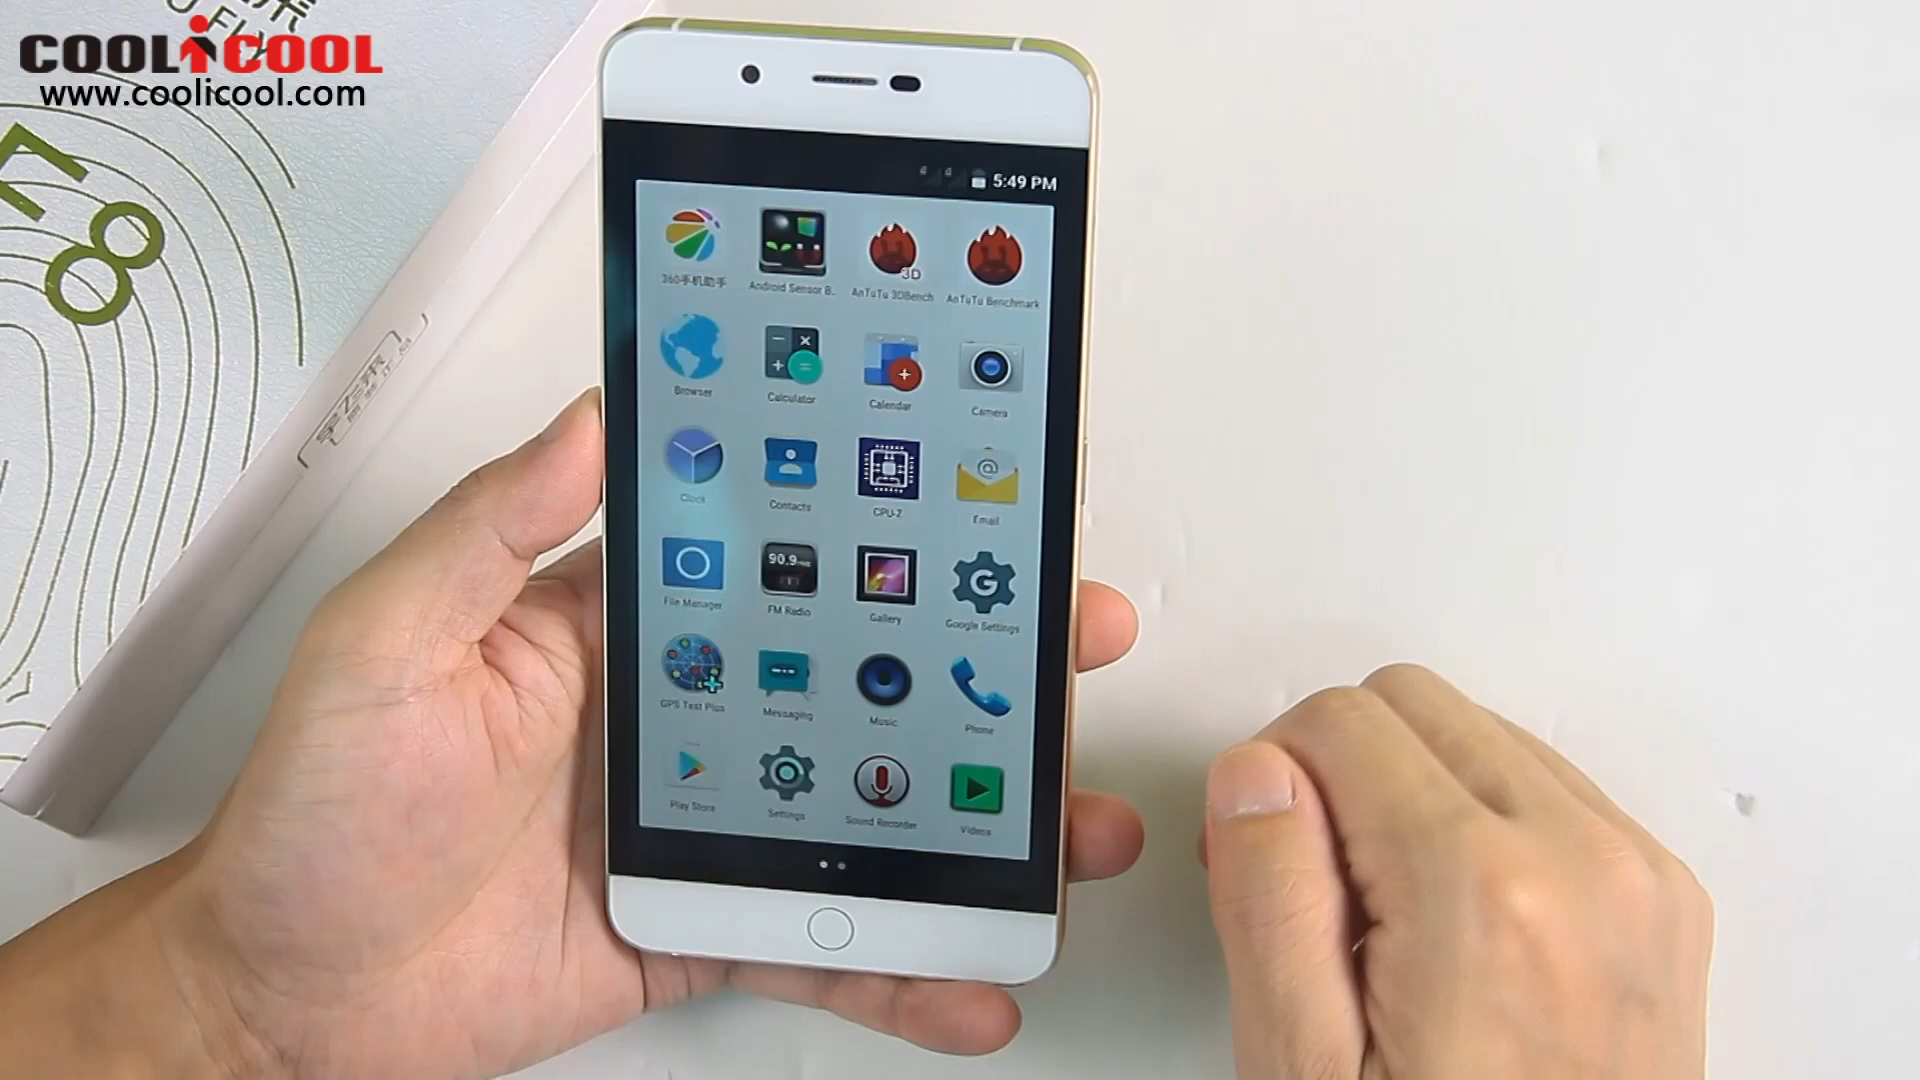 COOLiCOOL
www.coolicool.com
E8
5:49 PM
360手机助手
Android Sensor B..
3D
AnTuTu 3DBench
AnTuTu Benchmark
Browser
Calculator
Calendar
Camera
Clock
Contacts
CPU-Z
Email
90.9
File Manager
FM Radio
Gallery
Google Settings
GPS Test Plus
Messaging
Music
Phone
Play Store
Settings
Sound Recorder
Videos